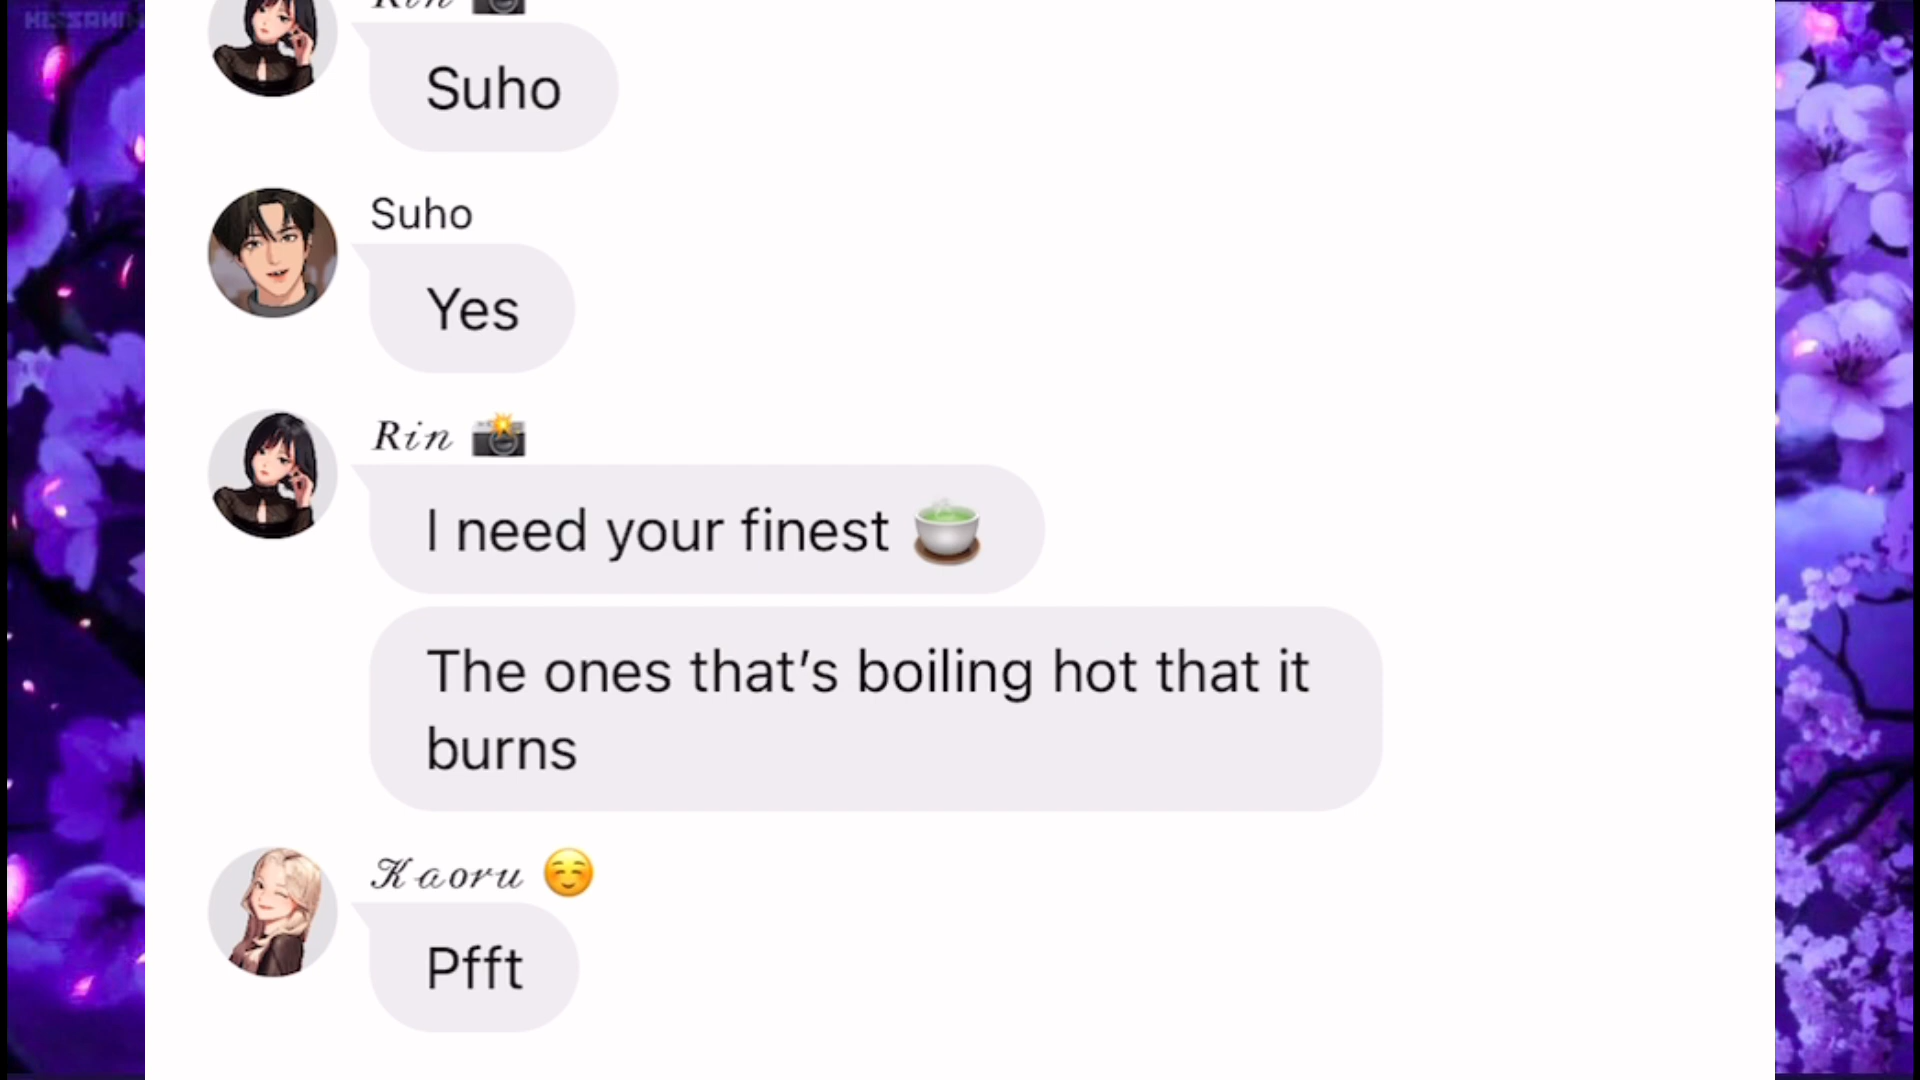 Rin 📸
Suho
Suho
Yes
Rin 📸
I need your finest 🍵
The ones that's boiling hot that it
burns
Kaoru ☺️
Pfft